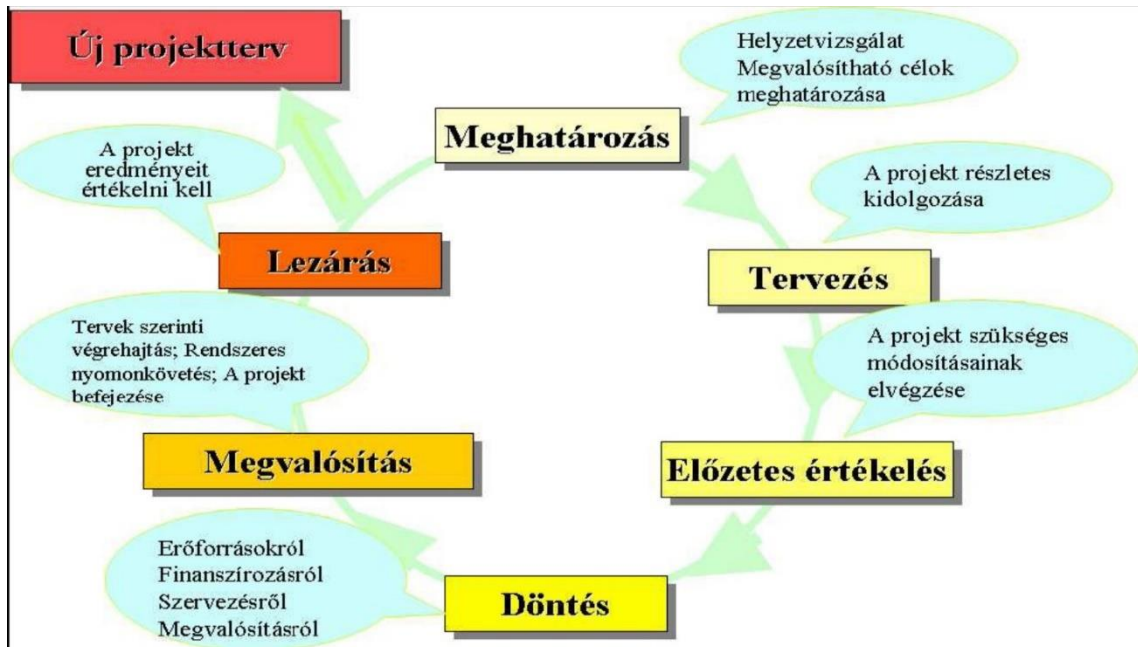 Új projektterv
Helyzetvizsgálat
Megvalósítható célok
meghatározása
Meghatározás
A projekt
eredményeit
értékelni kell
A projekt részletes
kidolgozása
Lezárás
Tervezés
Tervek szerinti
végrehajtás; Rendszeres
nyomonkövetés; A projekt
befejezése
A projekt szükséges
módosításainak
elvégzése
Megvalósítás
Előzetes értékelés
Erőforrásokról
Finanszírozásról
Szervezésről
Megvalósításról
Döntés